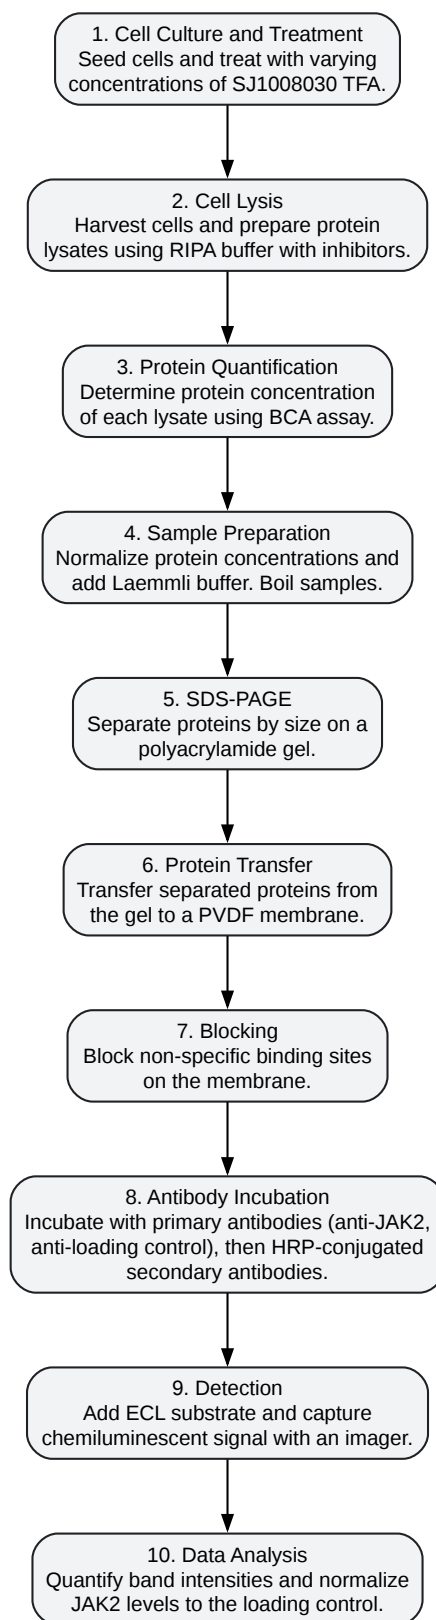 1. Cell Culture and Treatment
Seed cells and treat with varying
concentrations of SJ1008030 TFA.
2. Cell Lysis
Harvest cells and prepare protein
lysates using RIPA buffer with inhibitors.
3. Protein Quantification
Determine protein concentration
of each lysate using BCA assay.
4. Sample Preparation
Normalize protein concentrations and
add Laemmli buffer. Boil samples.
5. SDS-PAGE
Separate proteins by size on a
polyacrylamide gel.
6. Protein Transfer
Transfer separated proteins from
the gel to a PVDF membrane.
7. Blocking
Block non-specific binding sites
on the membrane.
8. Antibody Incubation
Incubate with primary antibodies (anti-JAK2,
anti-loading control), then HRP-conjugated
secondary antibodies.
9. Detection
Add ECL substrate and capture
chemiluminescent signal with an imager.
10. Data Analysis
Quantify band intensities and normalize
JAK2 levels to the loading control.